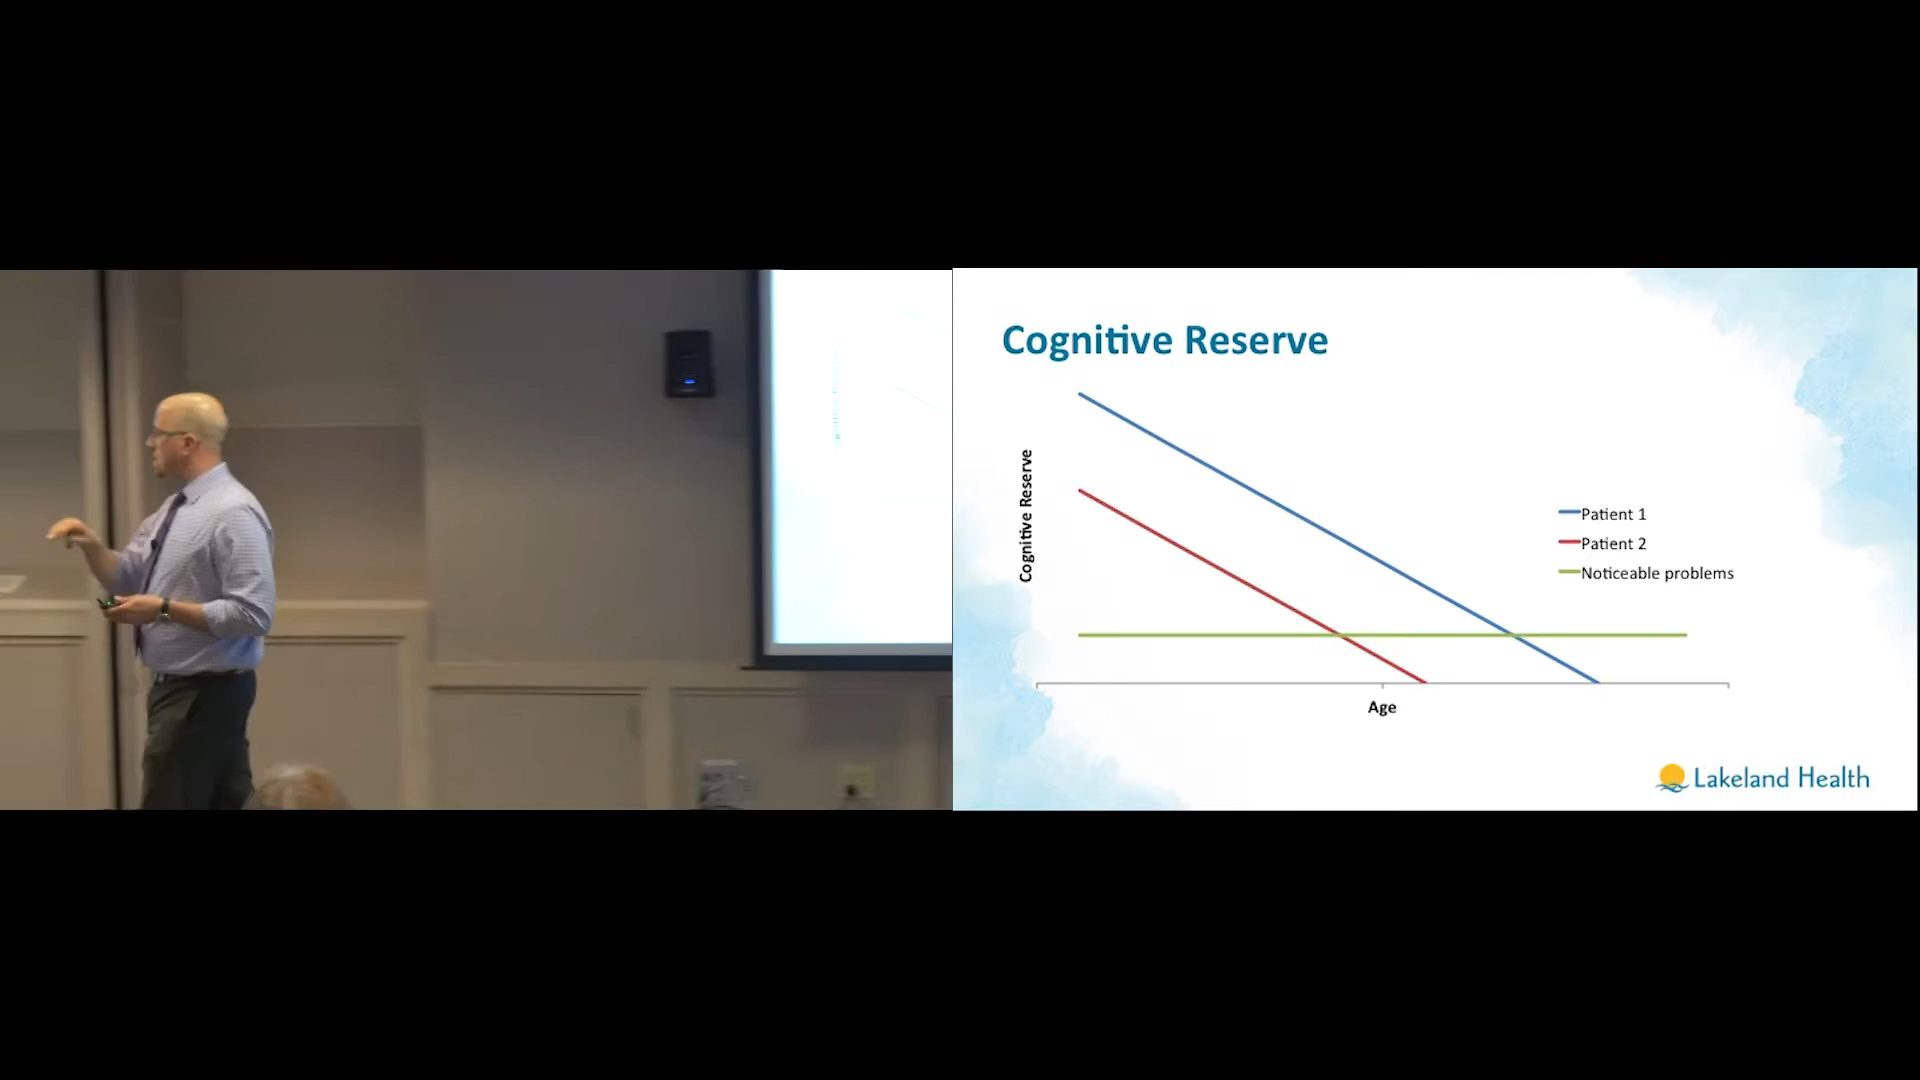 Cognitive Reserve
Cognitive Reserve
Patient 1
Patient 2
Noticeable problems
Age
Lakeland Health